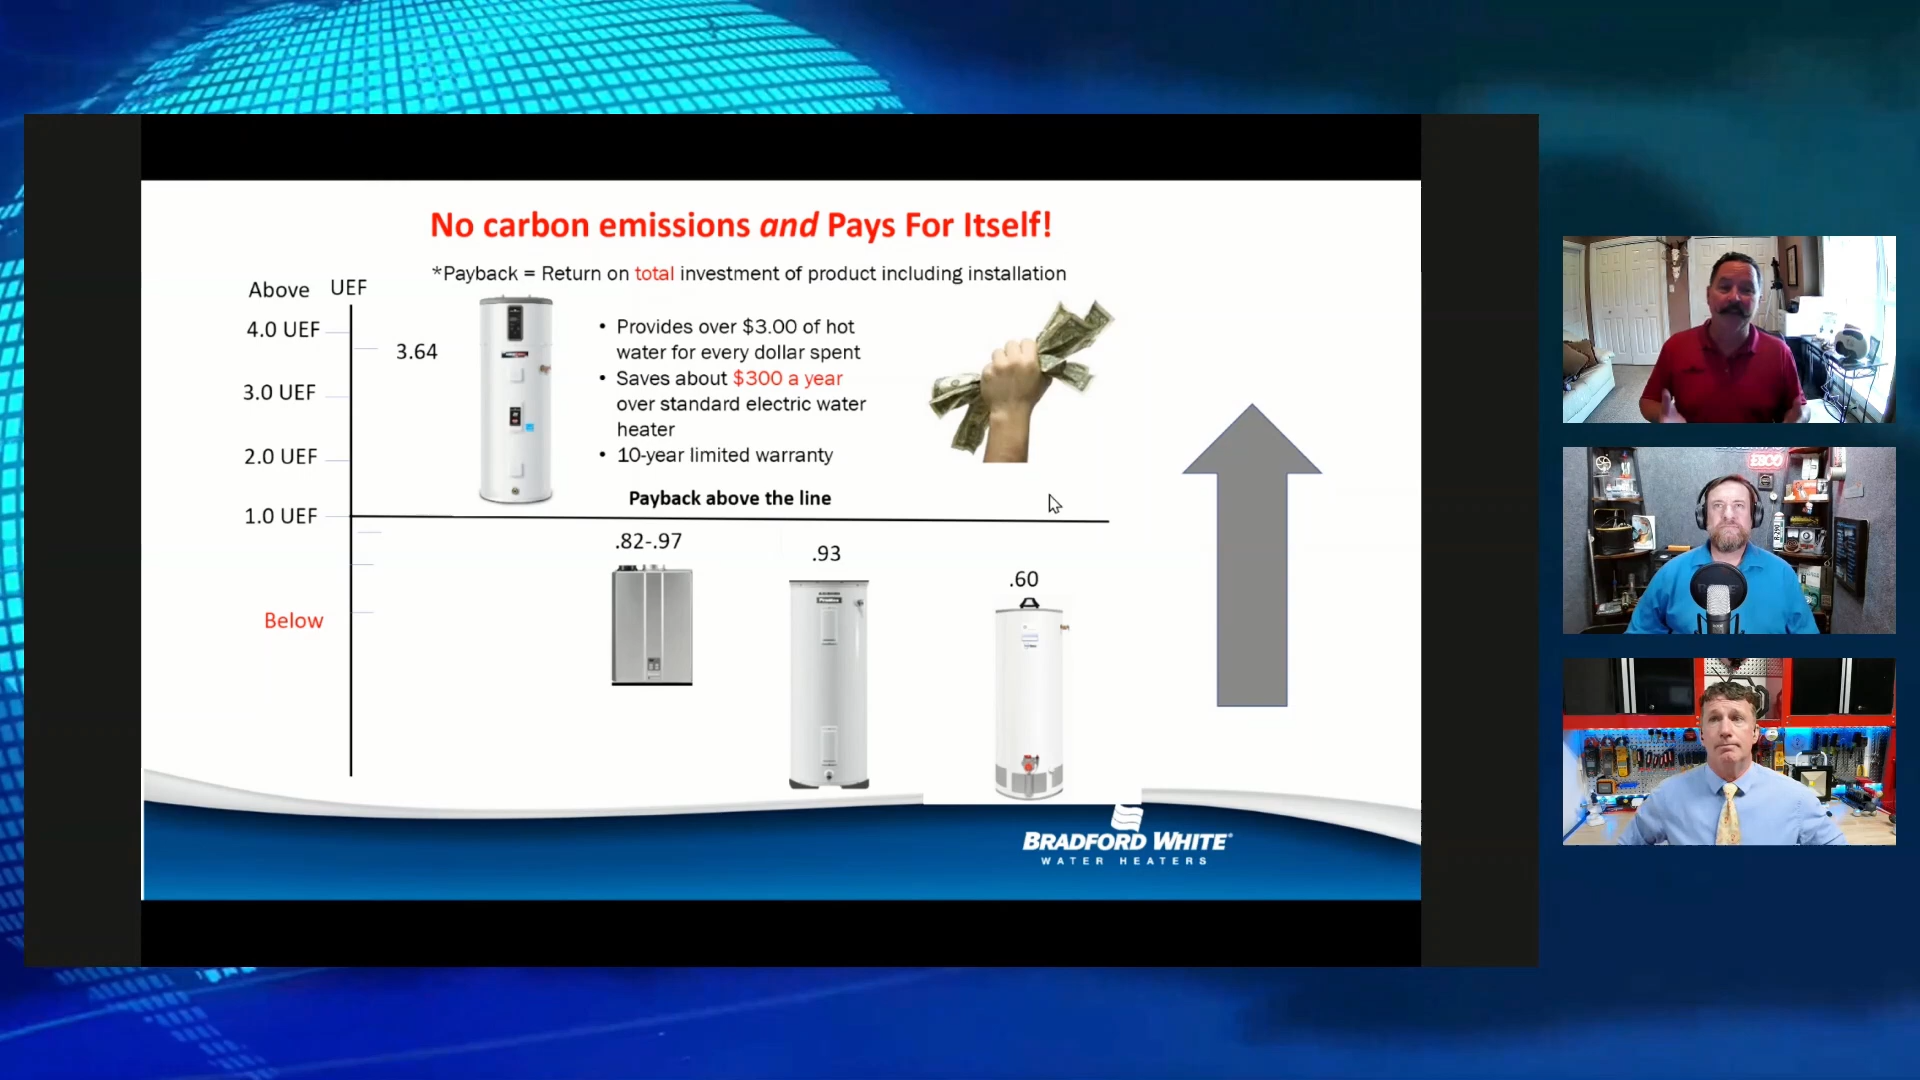 No carbon emissions and Pays For Itself!
*Payback = Return on total investment of product including installation
Above UEF
4.0 UEF
3.64
3.0 UEF
2.0 UEF
1.0 UEF
Below
• Provides over $3.00 of hot
water for every dollar spent
• Saves about $300 a year
over standard electric water
heater
• 10-year limited warranty
Payback above the line
.82-.97
.93
.60
BRADFORD WHITE
WATER HEATERS